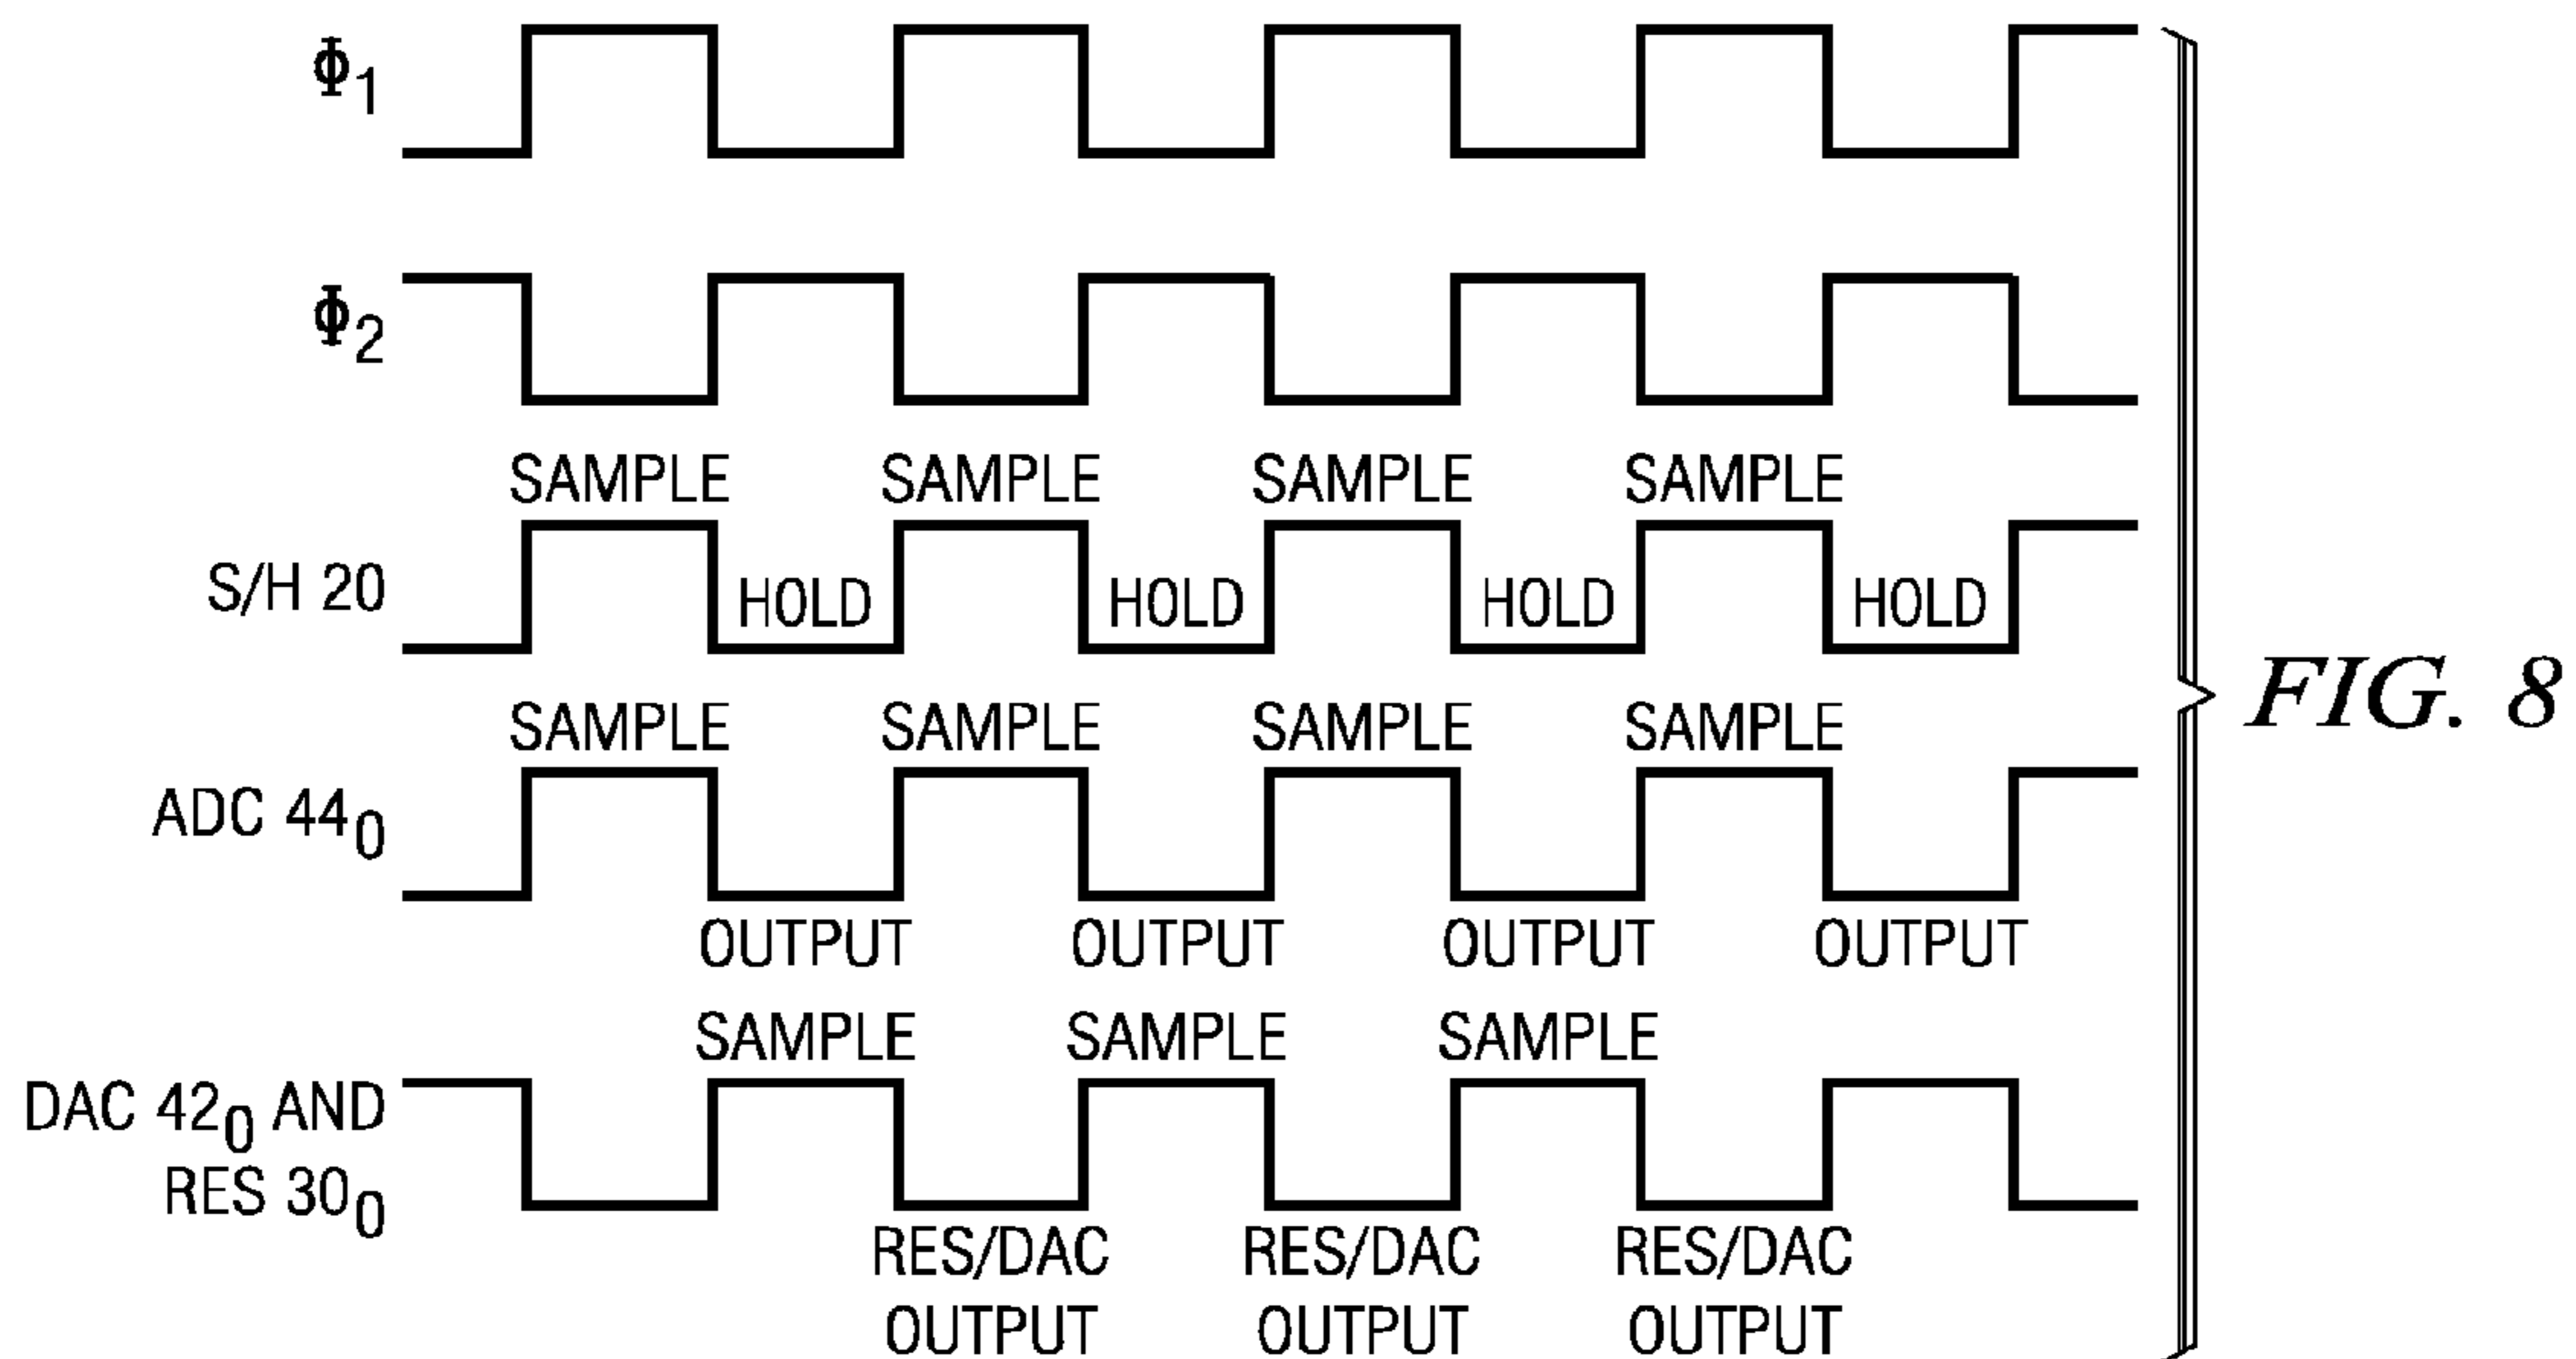 Φ1
Φ2
SAMPLE SAMPLE SAMPLE SAMPLE
S/H 20
HOLD HOLD HOLD HOLD
SAMPLE SAMPLE SAMPLE SAMPLE
FIG. 8
ADC 440
OUTPUT OUTPUT OUTPUT OUTPUT
SAMPLE SAMPLE SAMPLE
DAC 420 AND
RES 300
RES/DAC RES/DAC RES/DAC
OUTPUT OUTPUT OUTPUT